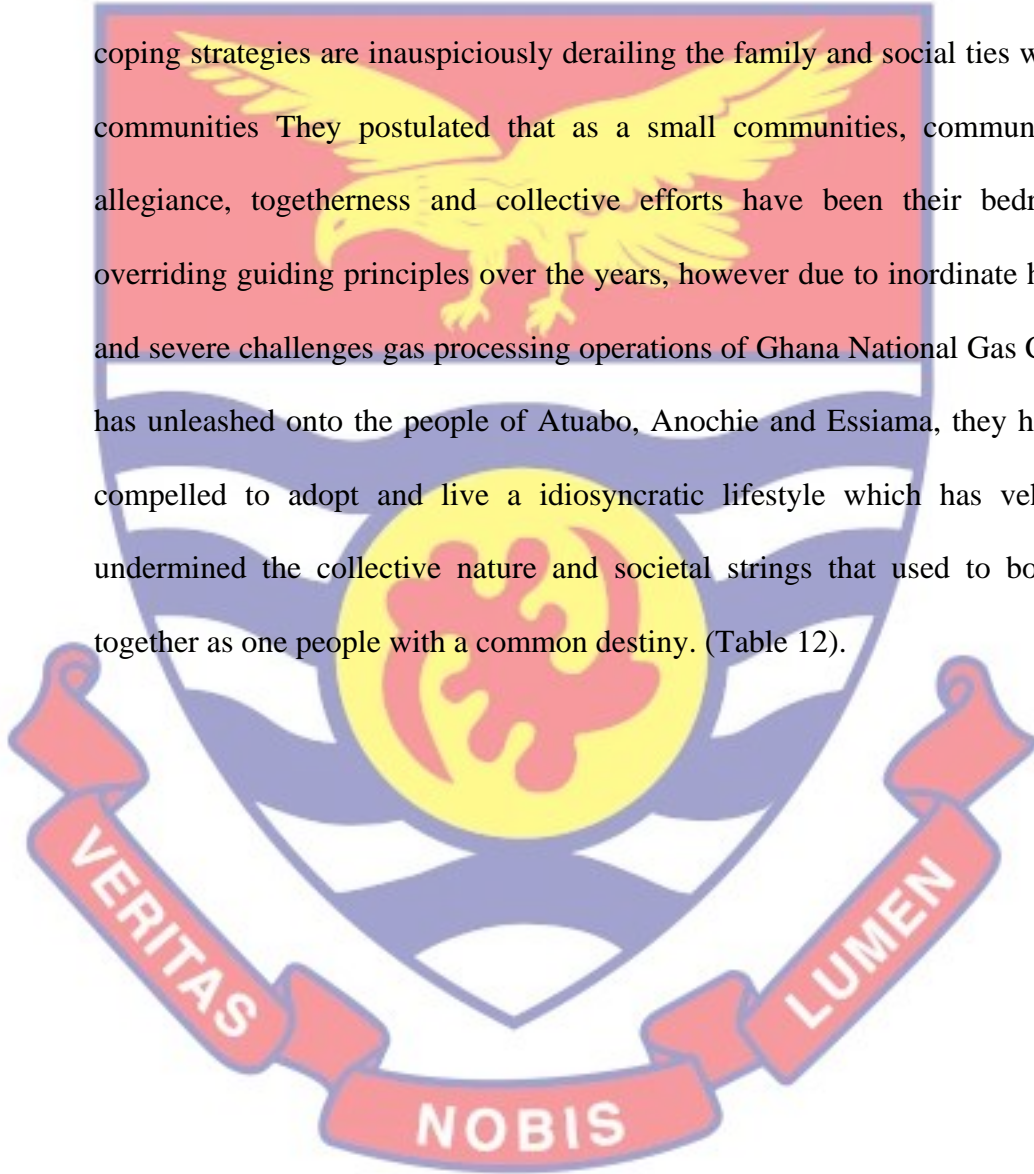 coping strategies are inauspiciously derailing the family and social ties
communities They postulated that as a small communities,
allegiance, togetherness and collective efforts have been their
overriding guiding principles over the years, however due to inordinate
and severe challenges gas processing operations of Ghana National Gas
has unleashed onto the people of Atuabo, Anochie and Essiama, they
compelled to adopt and live a idiosyncratic lifestyle which has
undermined the collective nature and societal strings that used to
together as one people with a common destiny. (Table 12).
VERITAS
NOBIS
LUMEN